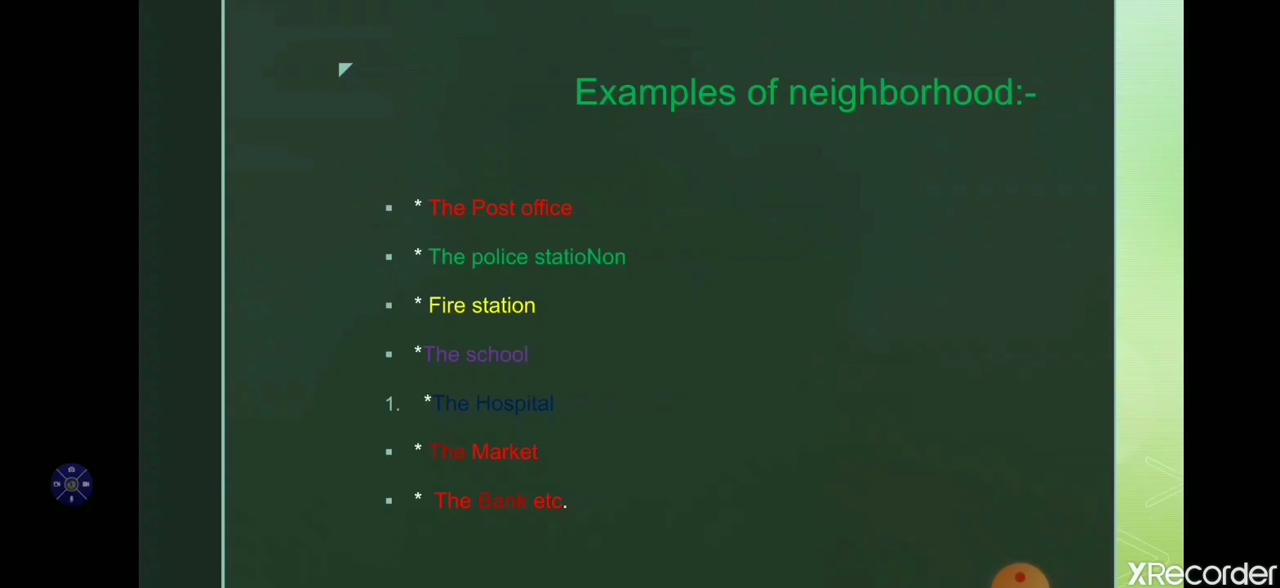 Examples of neighborhood:-
* The Post office
* The police statioNon
* Fire station
*The school
1. *The Hospital
* The Market
* The Bank etc.
XRecorder